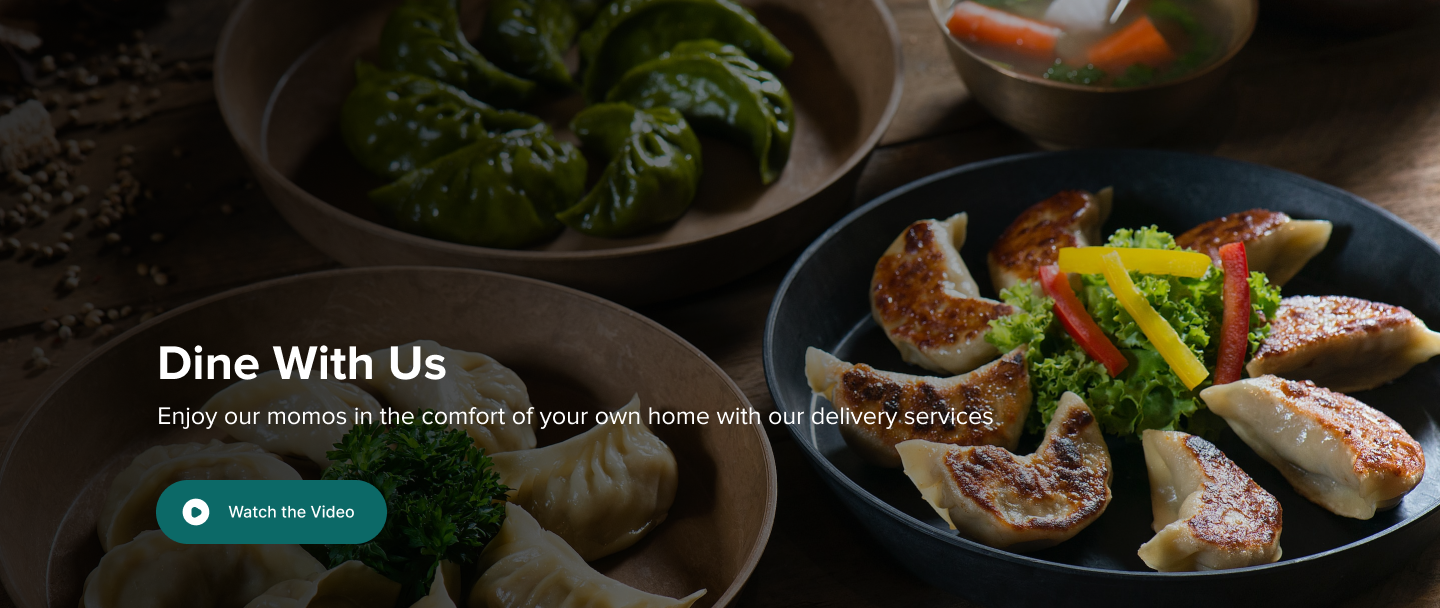 Dine With Us
Enjoy our momos in the comfort of your own home with our delivery services
Watch the Video